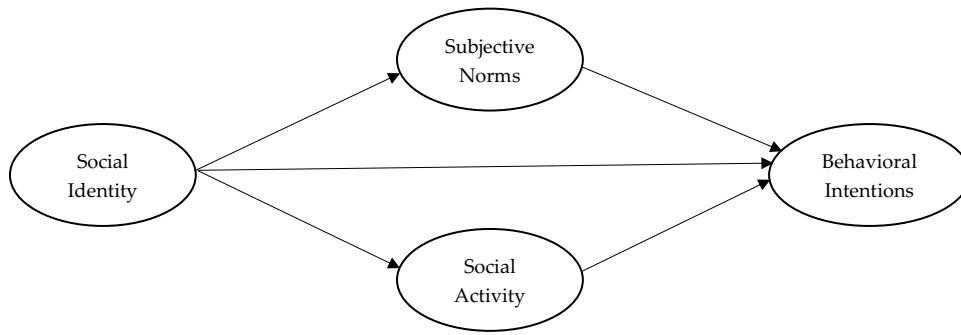 Subjective
Norms
Social
Identity
Behavioral
Intentions
Social
Activity